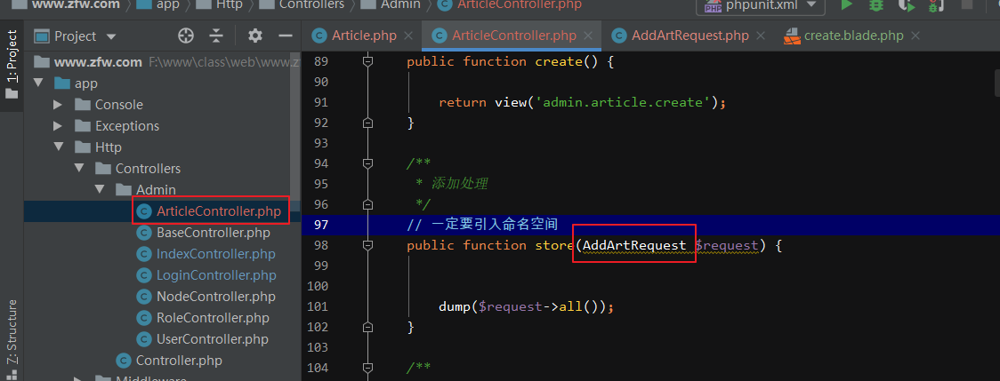 www.zfw.com app Http Controllers Admin ArticleController.php phpunit.xml
1: Project
Z: Structure
Project
www.zfw.com F:\www\class\web\www.z
app
Console
Exceptions
Http
Controllers
Admin
ArticleController.php
BaseController.php
IndexController.php
LoginController.php
NodeController.php
RoleController.php
UserController.php
Controller.php
Middleware
Article.php ArticleController.php AddArtRequest.php create.blade.php
89 public function create() {
90
91 return view('admin.article.create');
92 }
93
94 /**
95 * 添加处理
96 */
97 // 一定要引入命名空间
98 public function store(AddArtRequest $request) {
99
100
101 dump($request->all());
102 }
103
104 /**